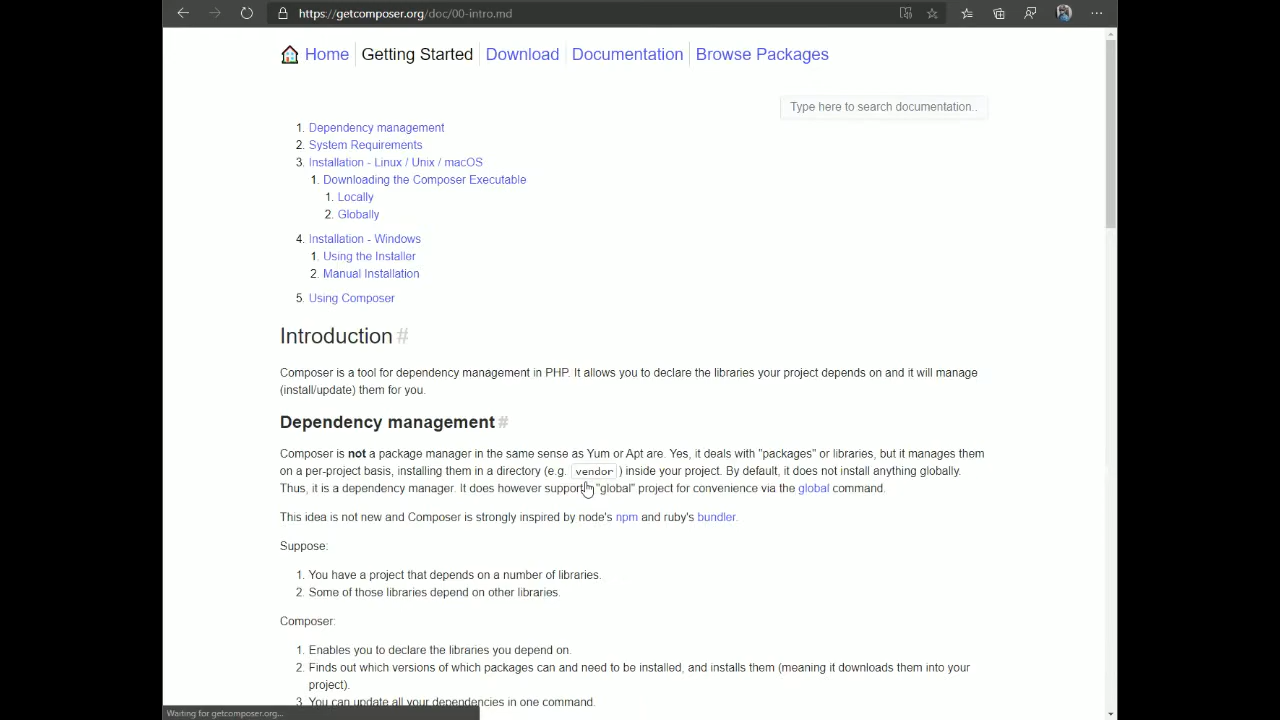 https://getcomposer.org/doc/00-intro.md
Home Getting Started Download Documentation Browse Packages
Type here to search documentation..
1. Dependency management
2. System Requirements
3. Installation - Linux / Unix / macOS
1. Downloading the Composer Executable
1. Locally
2. Globally
4. Installation - Windows
1. Using the Installer
2. Manual Installation
5. Using Composer
Introduction #
Composer is a tool for dependency management in PHP. It allows you to declare the libraries your project depends on and it will manage
(install/update) them for you.
Dependency management #
Composer is not a package manager in the same sense as Yum or Apt are. Yes, it deals with "packages" or libraries, but it manages them
on a per-project basis, installing them in a directory (e.g. vendor ) inside your project. By default, it does not install anything globally.
Thus, it is a dependency manager. It does however support "global" project for convenience via the global command.
This idea is not new and Composer is strongly inspired by node's npm and ruby's bundler.
Suppose:
1. You have a project that depends on a number of libraries.
2. Some of those libraries depend on other libraries.
Composer:
1. Enables you to declare the libraries you depend on.
2. Finds out which versions of which packages can and need to be installed, and installs them (meaning it downloads them into your
project).
3. You can update all your dependencies in one command.
Waiting for getcomposer.org...